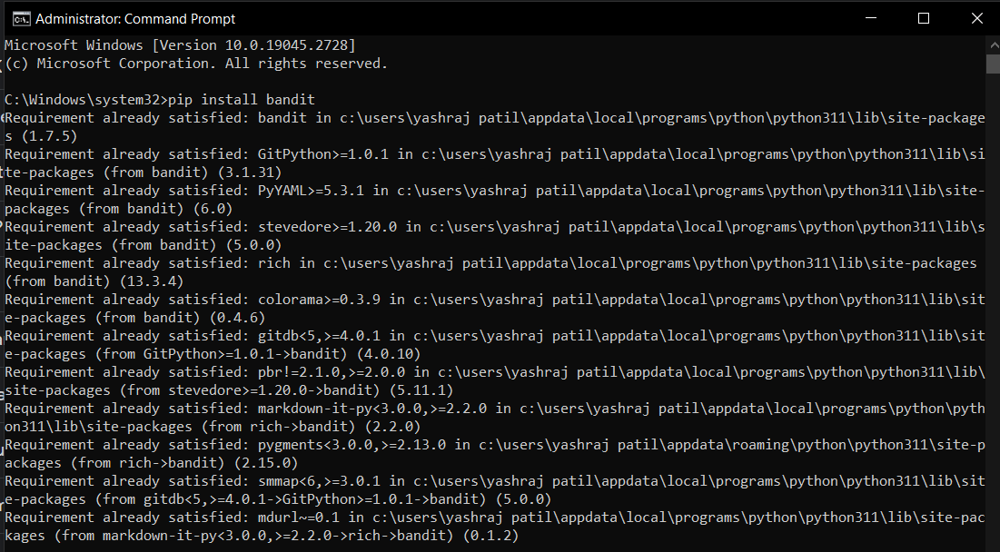 Administrator: Command Prompt
Microsoft Windows [Version 10.0.19045.2728]
(c) Microsoft Corporation. All rights reserved.
C:\Windows\system32>pip install bandit
Requirement already satisfied: bandit in c:\users\yashraj patil\appdata\local\programs\python\python311\lib\site-package
s (1.7.5)
Requirement already satisfied: GitPython>=1.0.1 in c:\users\yashraj patil\appdata\local\programs\python\python311\lib\si
te-packages (from bandit) (3.1.31)
Requirement already satisfied: PyYAML>=5.3.1 in c:\users\yashraj patil\appdata\local\programs\python\python311\lib\site-
packages (from bandit) (6.0)
Requirement already satisfied: stevedore>=1.20.0 in c:\users\yashraj patil\appdata\local\programs\python\python311\lib\s
ite-packages (from bandit) (5.0.0)
Requirement already satisfied: rich in c:\users\yashraj patil\appdata\local\programs\python\python311\lib\site-packages
(from bandit) (13.3.4)
Requirement already satisfied: colorama>=0.3.9 in c:\users\yashraj patil\appdata\local\programs\python\python311\lib\sit
e-packages (from bandit) (0.4.6)
Requirement already satisfied: gitdb<5,>=4.0.1 in c:\users\yashraj patil\appdata\local\programs\python\python311\lib\sit
e-packages (from GitPython>=1.0.1->bandit) (4.0.10)
Requirement already satisfied: pbr!=2.1.0,>=2.0.0 in c:\users\yashraj patil\appdata\local\programs\python\python311\lib\
site-packages (from stevedore>=1.20.0->bandit) (5.11.1)
Requirement already satisfied: markdown-it-py<3.0.0,>=2.2.0 in c:\users\yashraj patil\appdata\local\programs\python\pyth
on311\lib\site-packages (from rich->bandit) (2.2.0)
Requirement already satisfied: pygments<3.0.0,>=2.13.0 in c:\users\yashraj patil\appdata\roaming\python\python311\site-p
ackages (from rich->bandit) (2.15.0)
Requirement already satisfied: smmap<6,>=3.0.1 in c:\users\yashraj patil\appdata\local\programs\python\python311\lib\sit
e-packages (from gitdb<5,>=4.0.1->GitPython>=1.0.1->bandit) (5.0.0)
Requirement already satisfied: mdurl~=0.1 in c:\users\yashraj patil\appdata\local\programs\python\python311\lib\site-pac
kages (from markdown-it-py<3.0.0,>=2.2.0->rich->bandit) (0.1.2)